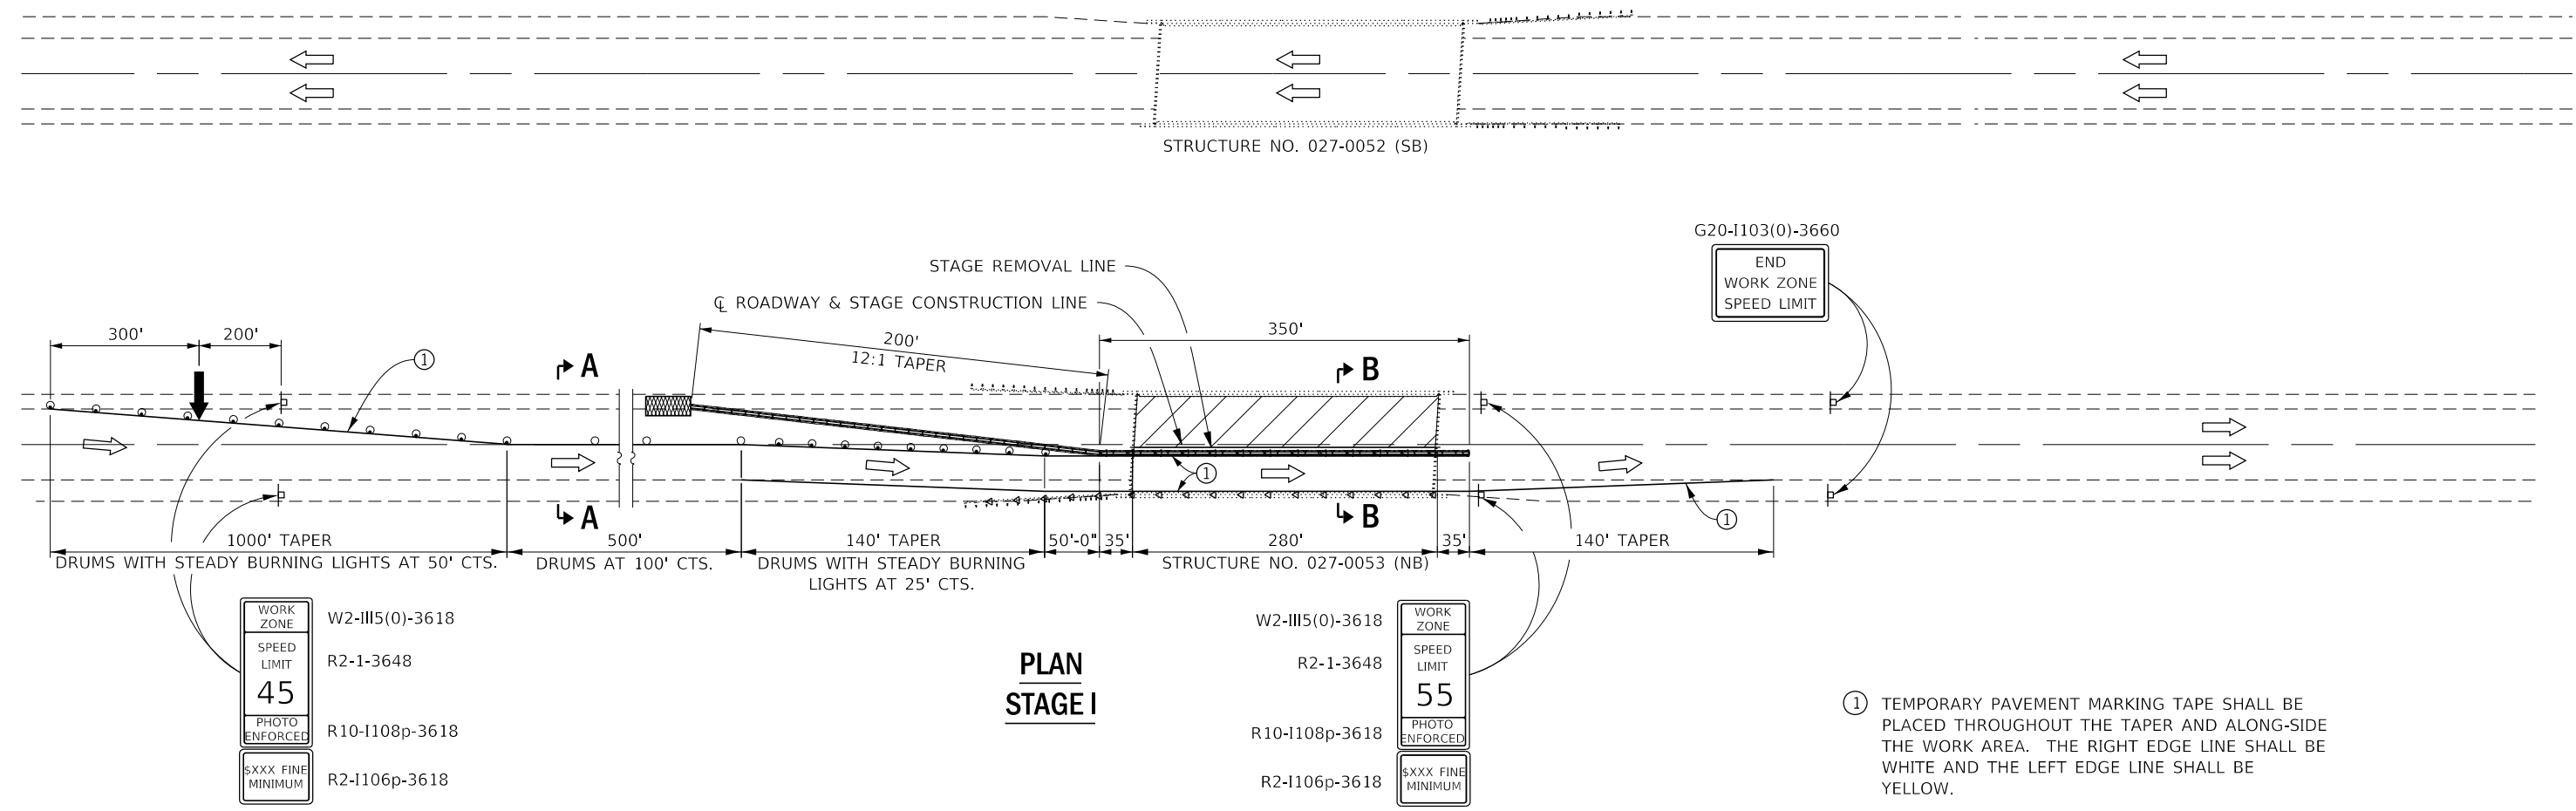 STRUCTURE NO. 027-0052 (SB)
G20-I103(0)-3660
END
WORK ZONE
SPEED LIMIT
STAGE REMOVAL LINE
℄ ROADWAY & STAGE CONSTRUCTION LINE
300'
200'
1
200'
12:1 TAPER
350'
A
B
1
A
B
1
1000' TAPER
DRUMS WITH STEADY BURNING LIGHTS AT 50' CTS.
500'
DRUMS AT 100' CTS.
140' TAPER
DRUMS WITH STEADY BURNING
LIGHTS AT 25' CTS.
50'-0"
35'
280'
STRUCTURE NO. 027-0053 (NB)
35'
140' TAPER
WORK
ZONE
SPEED
LIMIT
45
PHOTO
ENFORCED
$XXX FINE
MINIMUM
W2-III5(0)-3618
R2-1-3648
R10-I108p-3618
R2-I106p-3618
PLAN
STAGE I
W2-III5(0)-3618
R2-1-3648
R10-I108p-3618
R2-I106p-3618
WORK
ZONE
SPEED
LIMIT
55
PHOTO
ENFORCED
$XXX FINE
MINIMUM
1 TEMPORARY PAVEMENT MARKING TAPE SHALL BE
PLACED THROUGHOUT THE TAPER AND ALONG-SIDE
THE WORK AREA. THE RIGHT EDGE LINE SHALL BE
WHITE AND THE LEFT EDGE LINE SHALL BE
YELLOW.